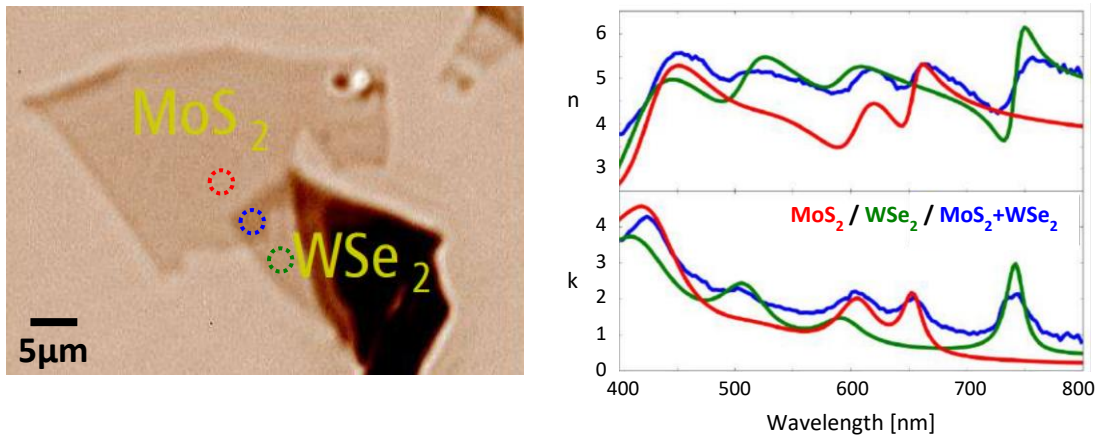 MoS2
WSe2
5μm
n
6
5
4
3
MoS2 / WSe2 / MoS2+WSe2
k
4
3
2
1
0
400 500 600 700 800
Wavelength [nm]